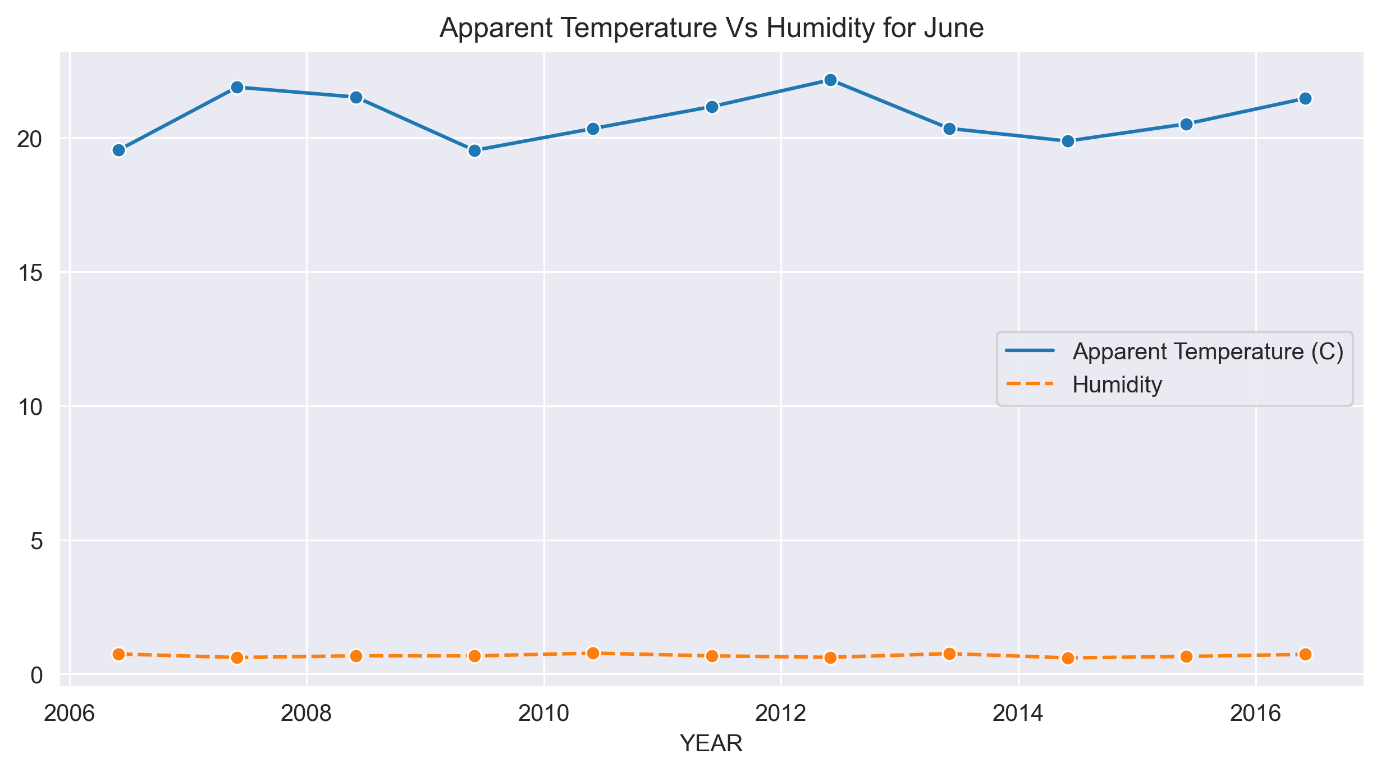 Apparent Temperature Vs Humidity for June
20
15
10
5
0
Apparent Temperature (C)
Humidity
2006 2008 2010 2012 2014 2016
YEAR